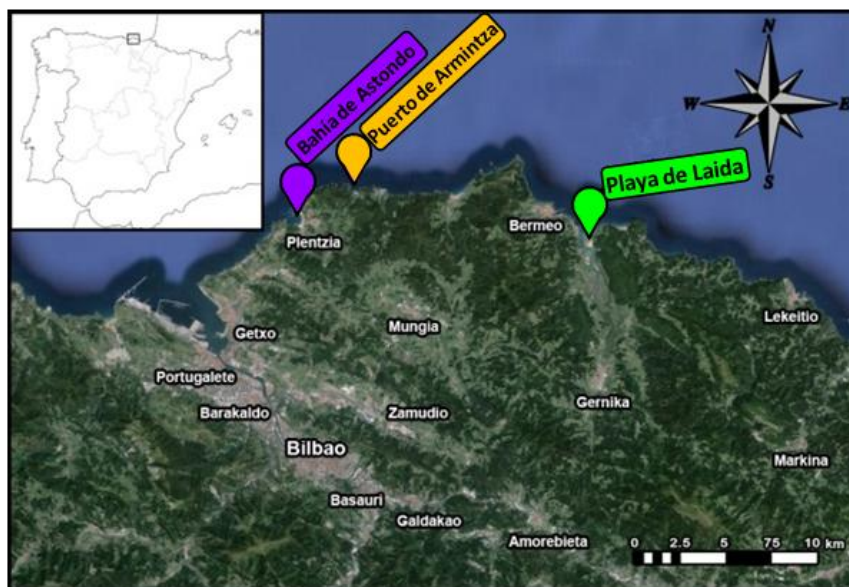 N
W
E
S
Bahía de Astondo
Puerto de Armintza
Playa de Laida
Plentzia
Bermeo
Getxo
Mungia
Lekeitio
Portugalete
Barakaldo
Zamudio
Gernika
Bilbao
Markina
Basauri
Galdakao
Amorebieta
0 2.5 5 75 10 km